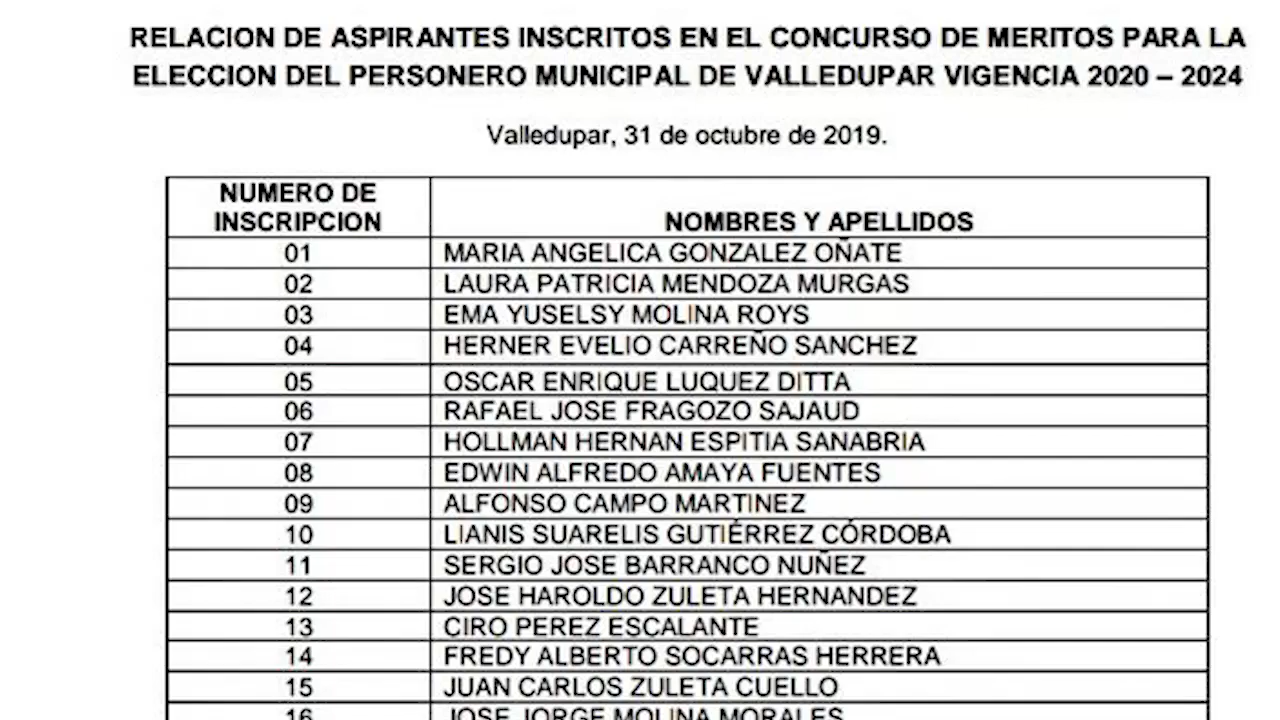 RELACION DE ASPIRANTES INSCRITOS EN EL CONCURSO DE MERITOS PARA LA
ELECCION DEL PERSONERO MUNICIPAL DE VALLEDUPAR VIGENCIA 2020 – 2024
Valledupar, 31 de octubre de 2019.
NUMERO DE
INSCRIPCION NOMBRES Y APELLIDOS
01 MARIA ANGELICA GONZALEZ OÑATE
02 LAURA PATRICIA MENDOZA MURGAS
03 EMA YUSELSY MOLINA ROYS
04 HERNER EVELIO CARREÑO SANCHEZ
05 OSCAR ENRIQUE LUQUEZ DITTA
06 RAFAEL JOSE FRAGOZO SAJAUD
07 HOLLMAN HERNAN ESPITIA SANABRIA
08 EDWIN ALFREDO AMAYA FUENTES
09 ALFONSO CAMPO MARTINEZ
10 LIANIS SUARELIS GUTIÉRREZ CÓRDOBA
11 SERGIO JOSE BARRANCO NUÑEZ
12 JOSE HAROLDO ZULETA HERNANDEZ
13 CIRO PEREZ ESCALANTE
14 FREDY ALBERTO SOCARRAS HERRERA
15 JUAN CARLOS ZULETA CUELLO
16 JOSE JORGE MOLINA MORALES